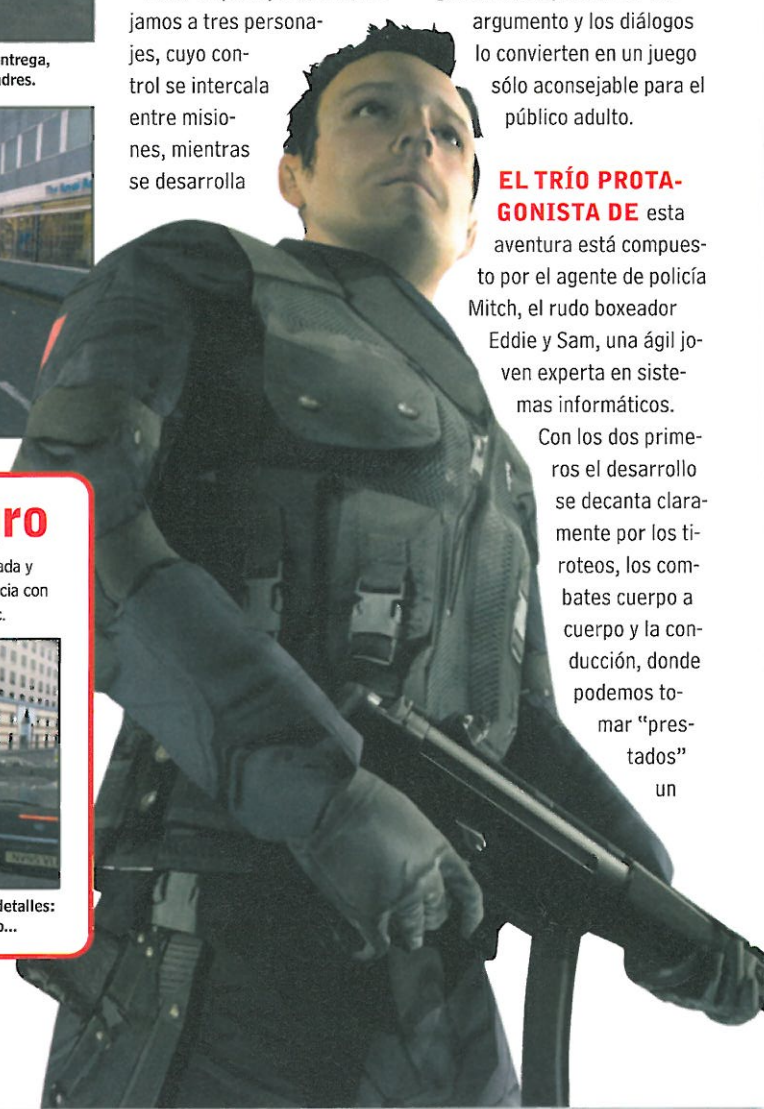 jamos a tres persona-
jes, cuyo con-
trol se intercala
entre misio-
nes, mientras
se desarrolla
argumento y los diálogos
lo convierten en un juego
sólo aconsejable para el
público adulto.
EL TRÍO PROTA-
GONISTA DE esta
aventura está compues-
to por el agente de policía
Mitch, el rudo boxeador
Eddie y Sam, una ágil jo-
ven experta en siste-
mas informáticos.
Con los dos prime-
ros el desarrollo
se decanta clara-
mente por los ti-
roteos, los com-
bates cuerpo a
cuerpo y la con-
ducción, donde
podemos to-
mar "pres-
tados"
un
ntrega,
dres.
ro
ada y
cia con
detalles:
o...